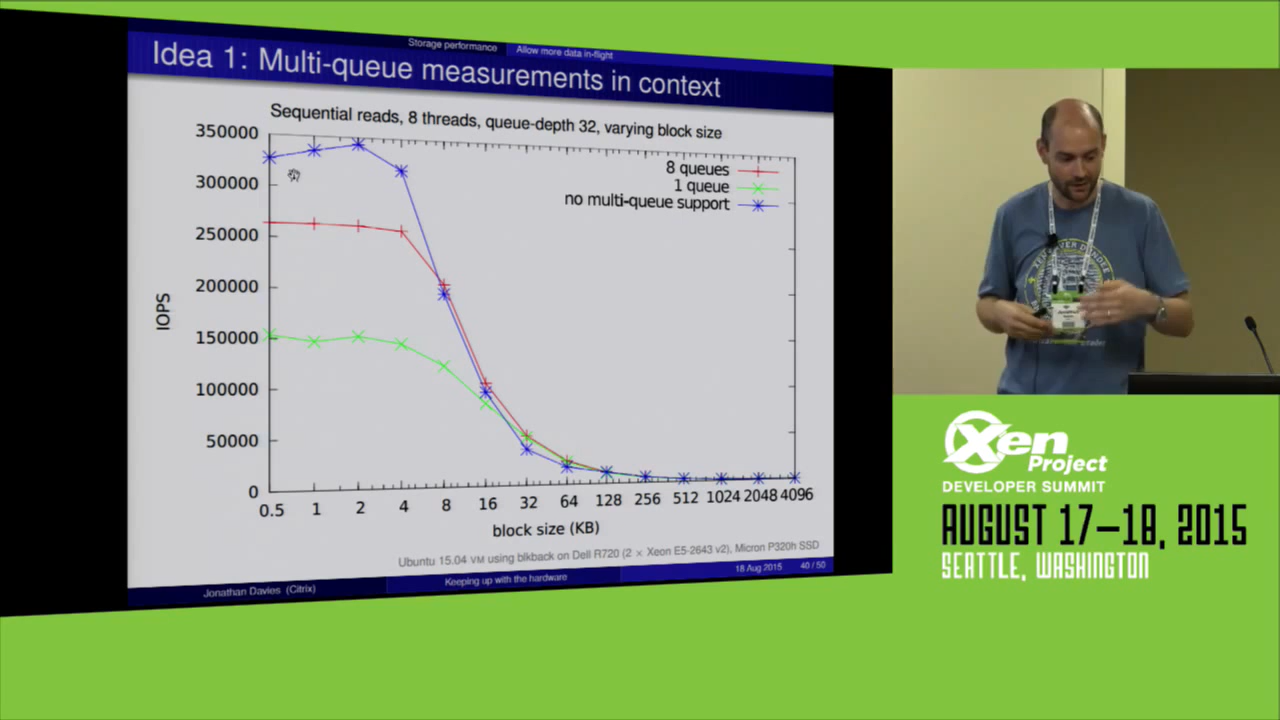 Storage performance Allow more data in-flight
Idea 1: Multi-queue measurements in context
Sequential reads, 8 threads, queue-depth 32, varying block size
350000
300000
250000
200000
150000
100000
50000
0
IOPS
8 queues
1 queue
no multi-queue support
0.5 1 2 4 8 16 32 64 128 256 512 1024 2048 4096
block size (KB)
Ubuntu 15.04 VM using blkback on Dell R720 (2 × Xeon E5-2643 v2), Micron P320h SSD
Jonathan Davies (Citrix) Keeping up with the hardware 18 Aug 2015 40 / 50
Xen
Project
DEVELOPER SUMMIT
AUGUST 17–18, 2015
SEATTLE, WASHINGTON